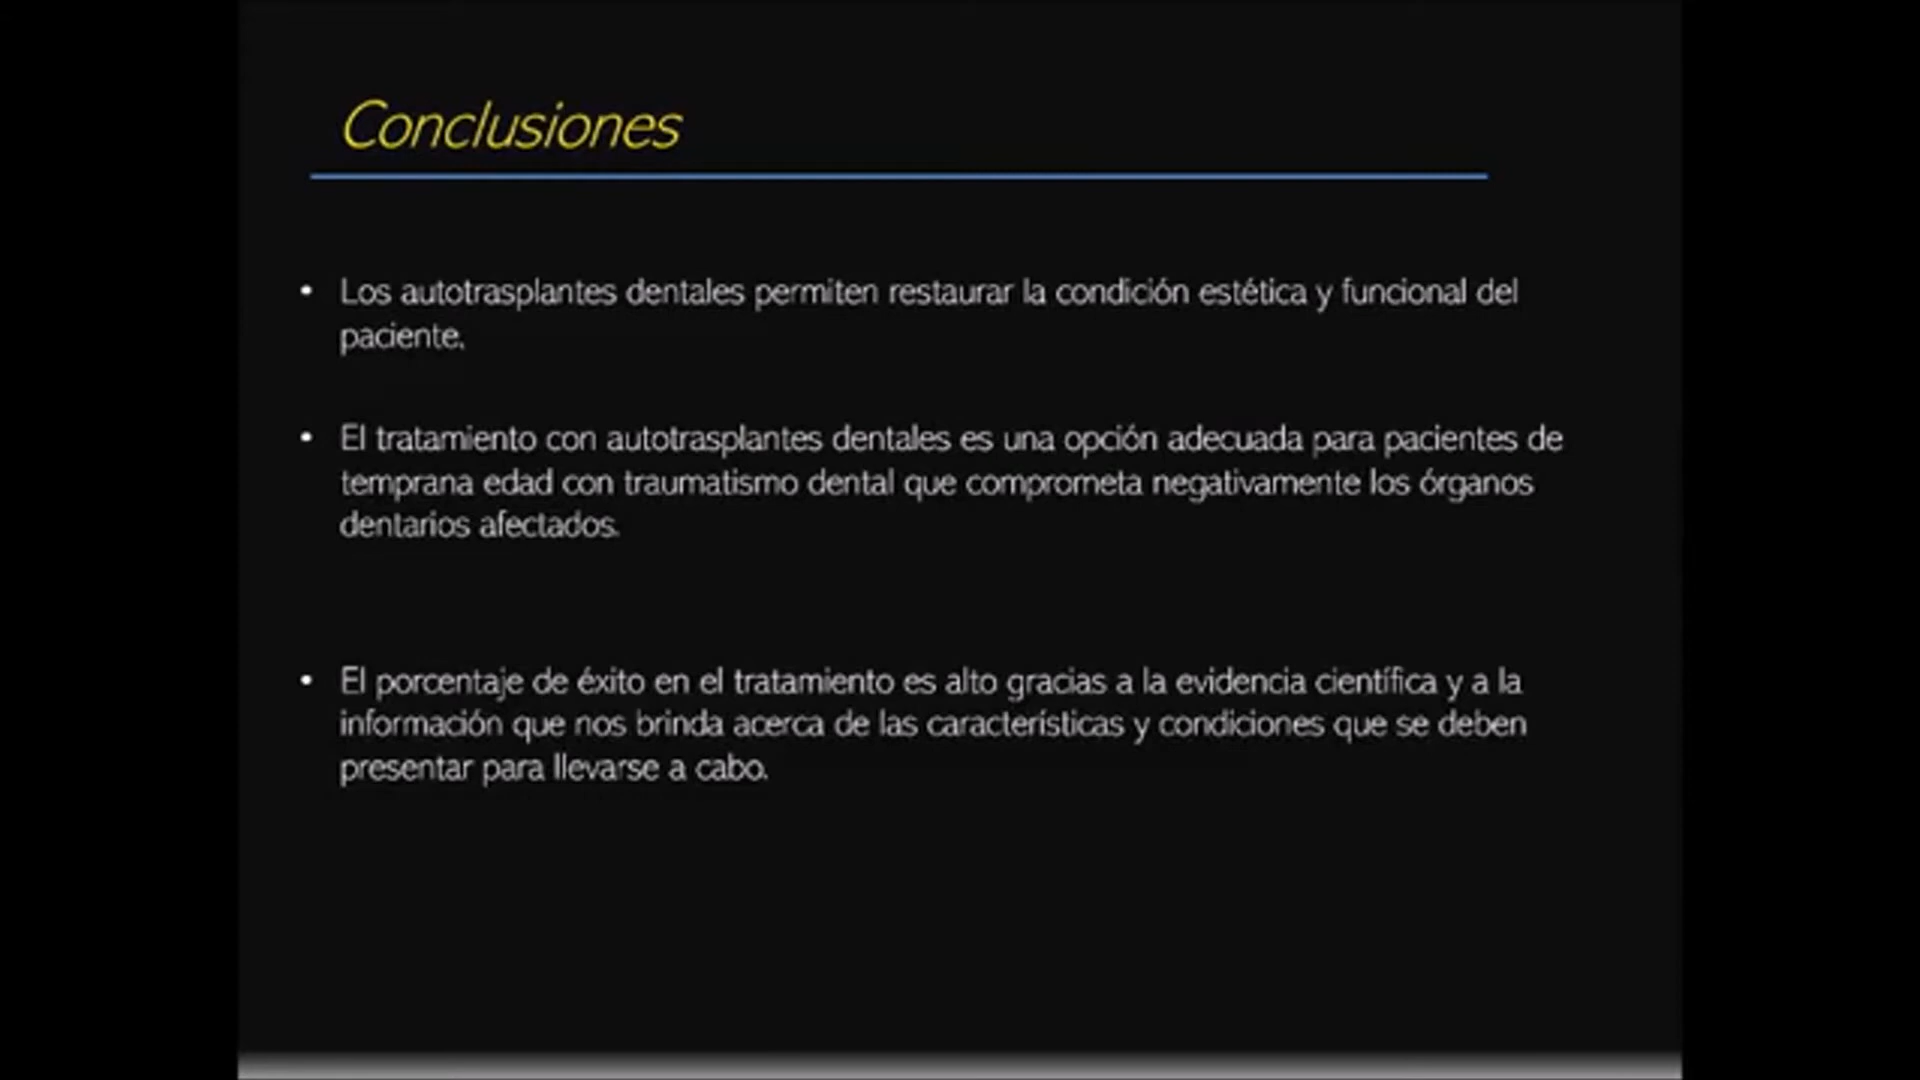 Conclusiones
• Los autotrasplantes dentales permiten restaurar la condición estética y funcional del
paciente.
• El tratamiento con autotrasplantes dentales es una opción adecuada para pacientes de
temprana edad con traumatismo dental que comprometa negativamente los órganos
dentarios afectados.
• El porcentaje de éxito en el tratamiento es alto gracias a la evidencia científica y a la
información que nos brinda acerca de las características y condiciones que se deben
presentar para llevarse a cabo.